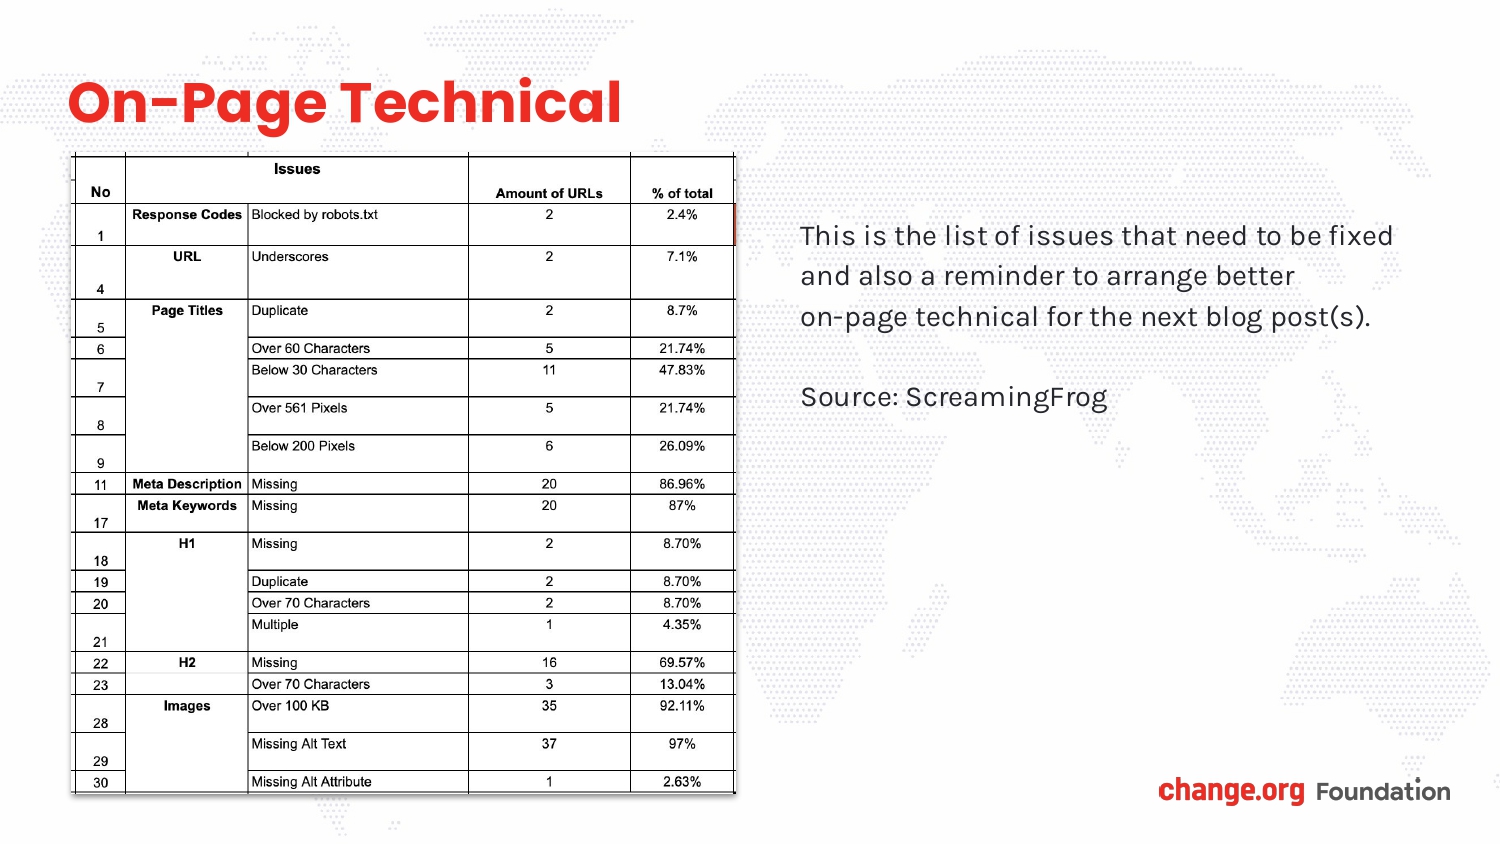 On-Page Technical
Issues
No Amount of URLs % of total
1 Response Codes Blocked by robots.txt 2 2.4%
4 URL Underscores 2 7.1%
5 Page Titles Duplicate 2 8.7%
6 Over 60 Characters 5 21.74%
7 Below 30 Characters 11 47.83%
8 Over 561 Pixels 5 21.74%
9 Below 200 Pixels 6 26.09%
11 Meta Description Missing 20 86.96%
17 Meta Keywords Missing 20 87%
18 H1 Missing 2 8.70%
19 Duplicate 2 8.70%
20 Over 70 Characters 2 8.70%
21 Multiple 1 4.35%
22 H2 Missing 16 69.57%
23 Over 70 Characters 3 13.04%
28 Images Over 100 KB 35 92.11%
29 Missing Alt Text 37 97%
30 Missing Alt Attribute 1 2.63%
This is the list of issues that need to be fixed
and also a reminder to arrange better
on-page technical for the next blog post(s).
Source: ScreamingFrog
change.org Foundation